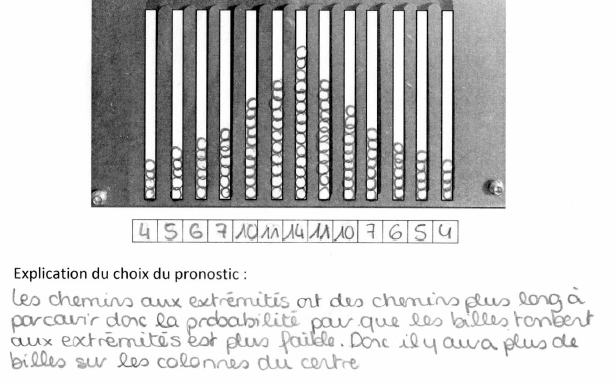 4 5 6 7 10 11 14 11 10 7 6 5 4
Explication du choix du pronostic :
Les chemins aux extrémités ont des chemins plus long à
parcourir donc la probabilité pour que les billes tombent
aux extrémités est plus faible. Donc il y aura plus de
billes sur les colonnes du centre